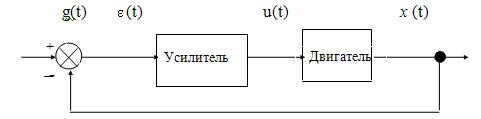 g(t) ε(t) u(t) x (t)
+
Усилитель Двигатель
−